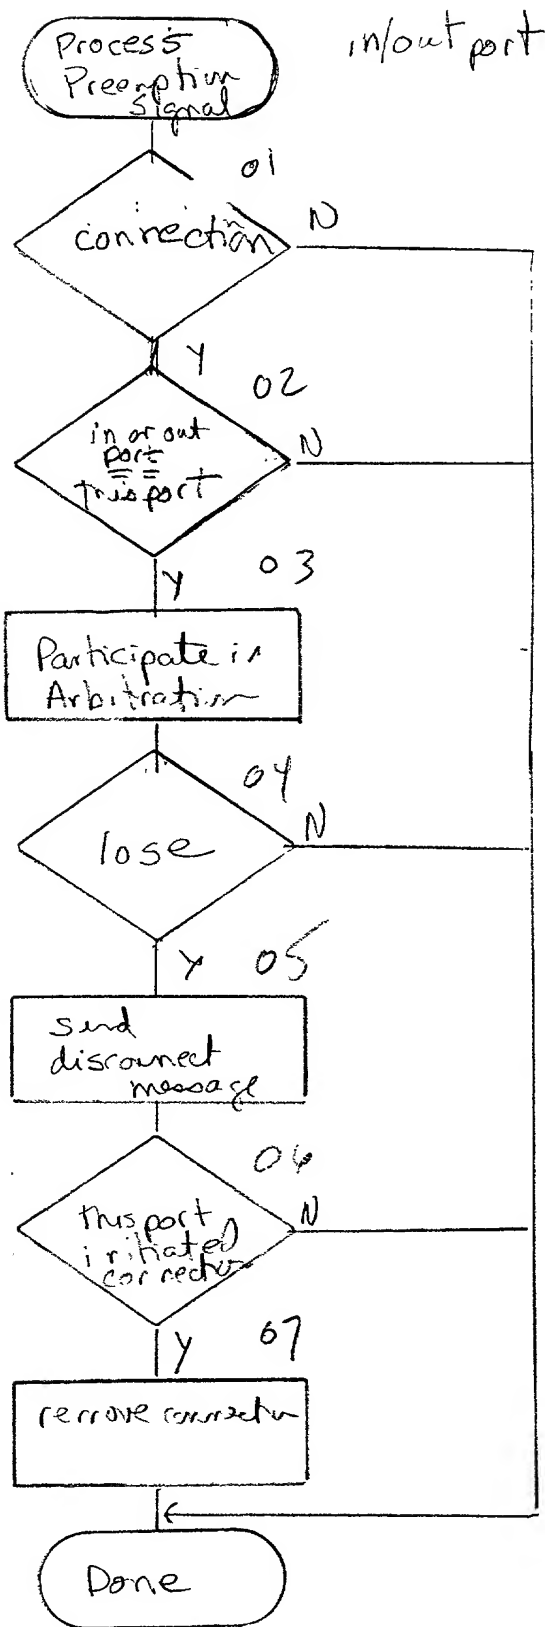 in/out port
Process
Preemption
Signal
01
connection
N
Y
02
in or out
port
==
this port
N
Y
03
Participate in
Arbitration
04
lose
N
Y
05
send
disconnect
message
06
this port
initiated
connection
N
Y
07
remove connection
Done